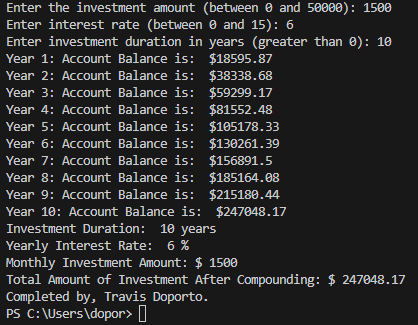 Enter the investment amount (between 0 and 50000): 1500
Enter interest rate (between 0 and 15): 6
Enter investment duration in years (greater than 0): 10
Year 1: Account Balance is:  $18595.87
Year 2: Account Balance is:  $38338.68
Year 3: Account Balance is:  $59299.17
Year 4: Account Balance is:  $81552.48
Year 5: Account Balance is:  $105178.33
Year 6: Account Balance is:  $130261.39
Year 7: Account Balance is:  $156891.5
Year 8: Account Balance is:  $185164.08
Year 9: Account Balance is:  $215180.44
Year 10: Account Balance is:  $247048.17
Investment Duration:  10 years
Yearly Interest Rate:  6 %
Monthly Investment Amount: $ 1500
Total Amount of Investment After Compounding: $ 247048.17
Completed by, Travis Doporto.
PS C:\Users\dopor>